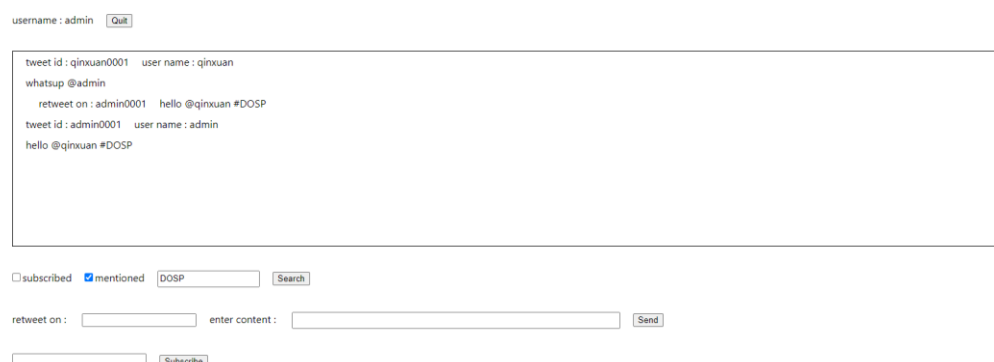 username : admin Quit
tweet id : qinxuan0001 user name : qinxuan
whatsup @admin
retweet on : admin0001 hello @qinxuan #DOSP
tweet id : admin0001 user name : admin
hello @qinxuan #DOSP
subscribed mentioned DOSP Search
retweet on : enter content : Send
Subscribe